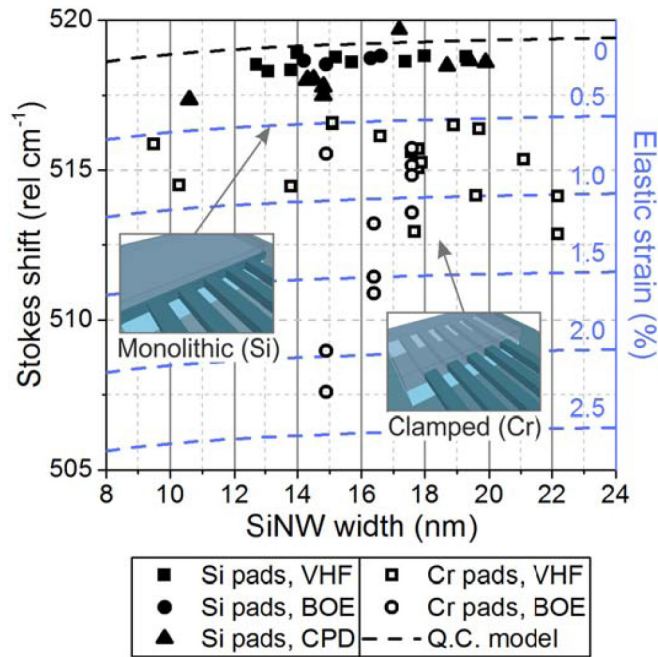 520
515
510
505
Stokes shift (rel cm⁻¹)
0
0.5
1.0
1.5
2.0
2.5
Elastic strain (%)
Monolithic (Si)
Clamped (Cr)
8 10 12 14 16 18 20 22 24
SiNW width (nm)
Si pads, VHF
Cr pads, VHF
Si pads, BOE
Cr pads, BOE
Si pads, CPD
Q.C. model